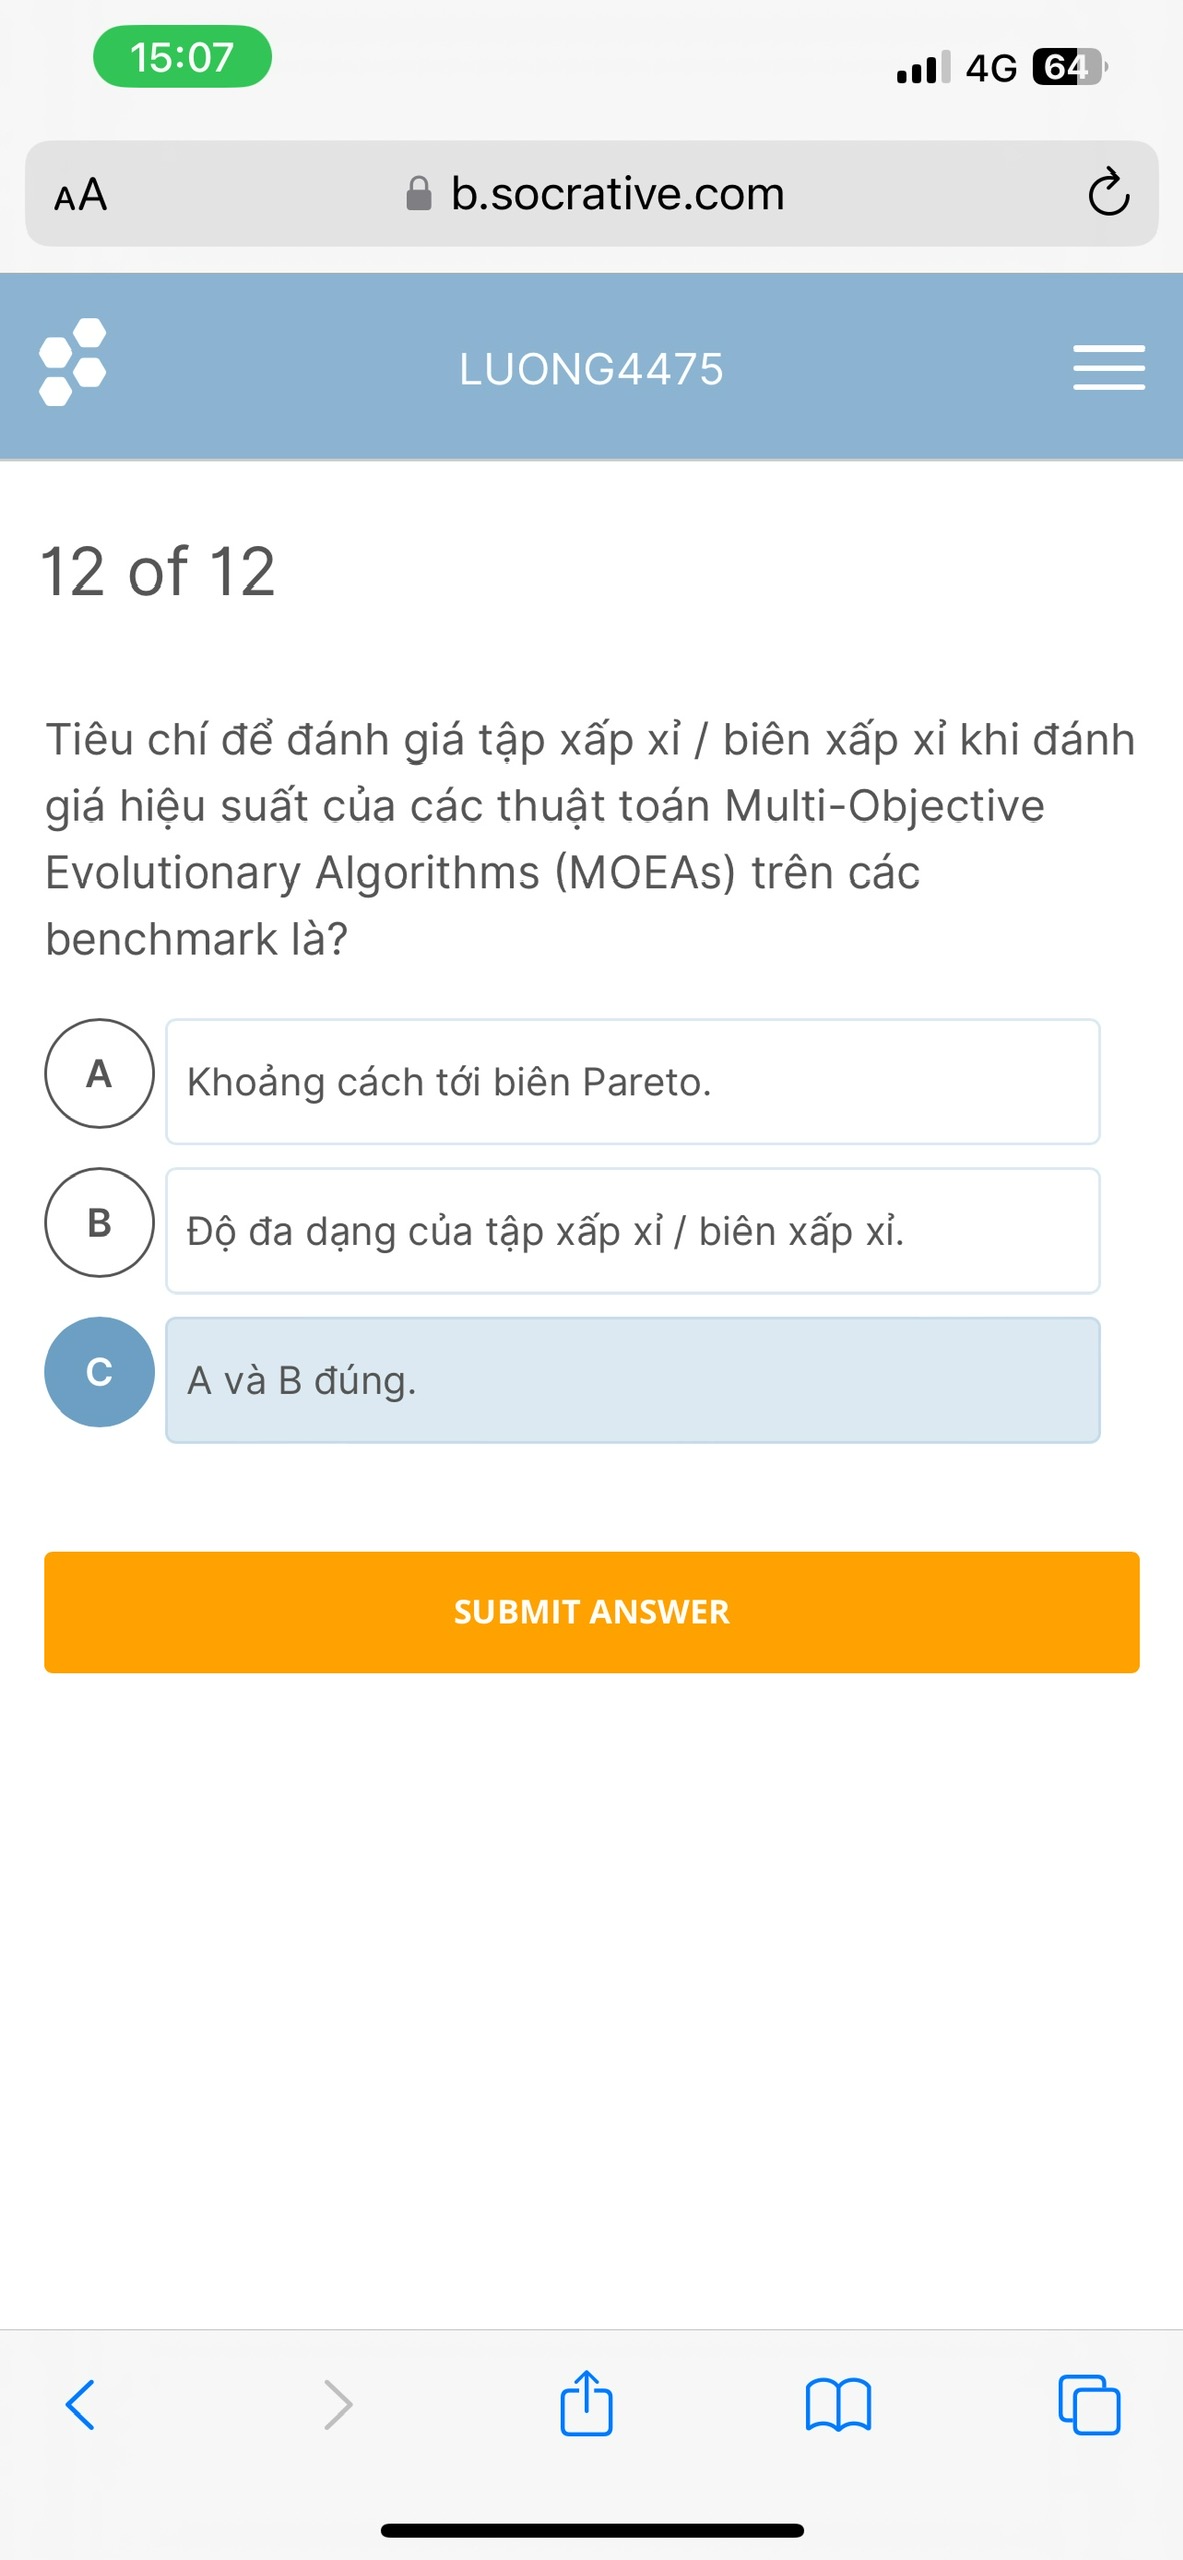 15:07
4G 64
AA b.socrative.com
LUONG4475
12 of 12
Tiêu chí để đánh giá tập xấp xỉ / biên xấp xỉ khi đánh
giá hiệu suất của các thuật toán Multi-Objective
Evolutionary Algorithms (MOEAs) trên các
benchmark là?
A Khoảng cách tới biên Pareto.
B Độ đa dạng của tập xấp xỉ / biên xấp xỉ.
C A và B đúng.
SUBMIT ANSWER